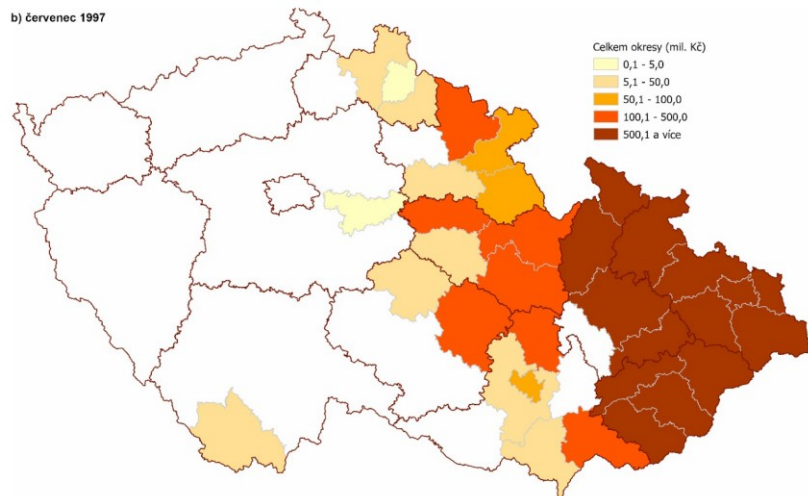 b) červenec 1997
Celkem okresy (mil. Kč)
0,1 - 5,0
5,1 - 50,0
50,1 - 100,0
100,1 - 500,0
500,1 a více